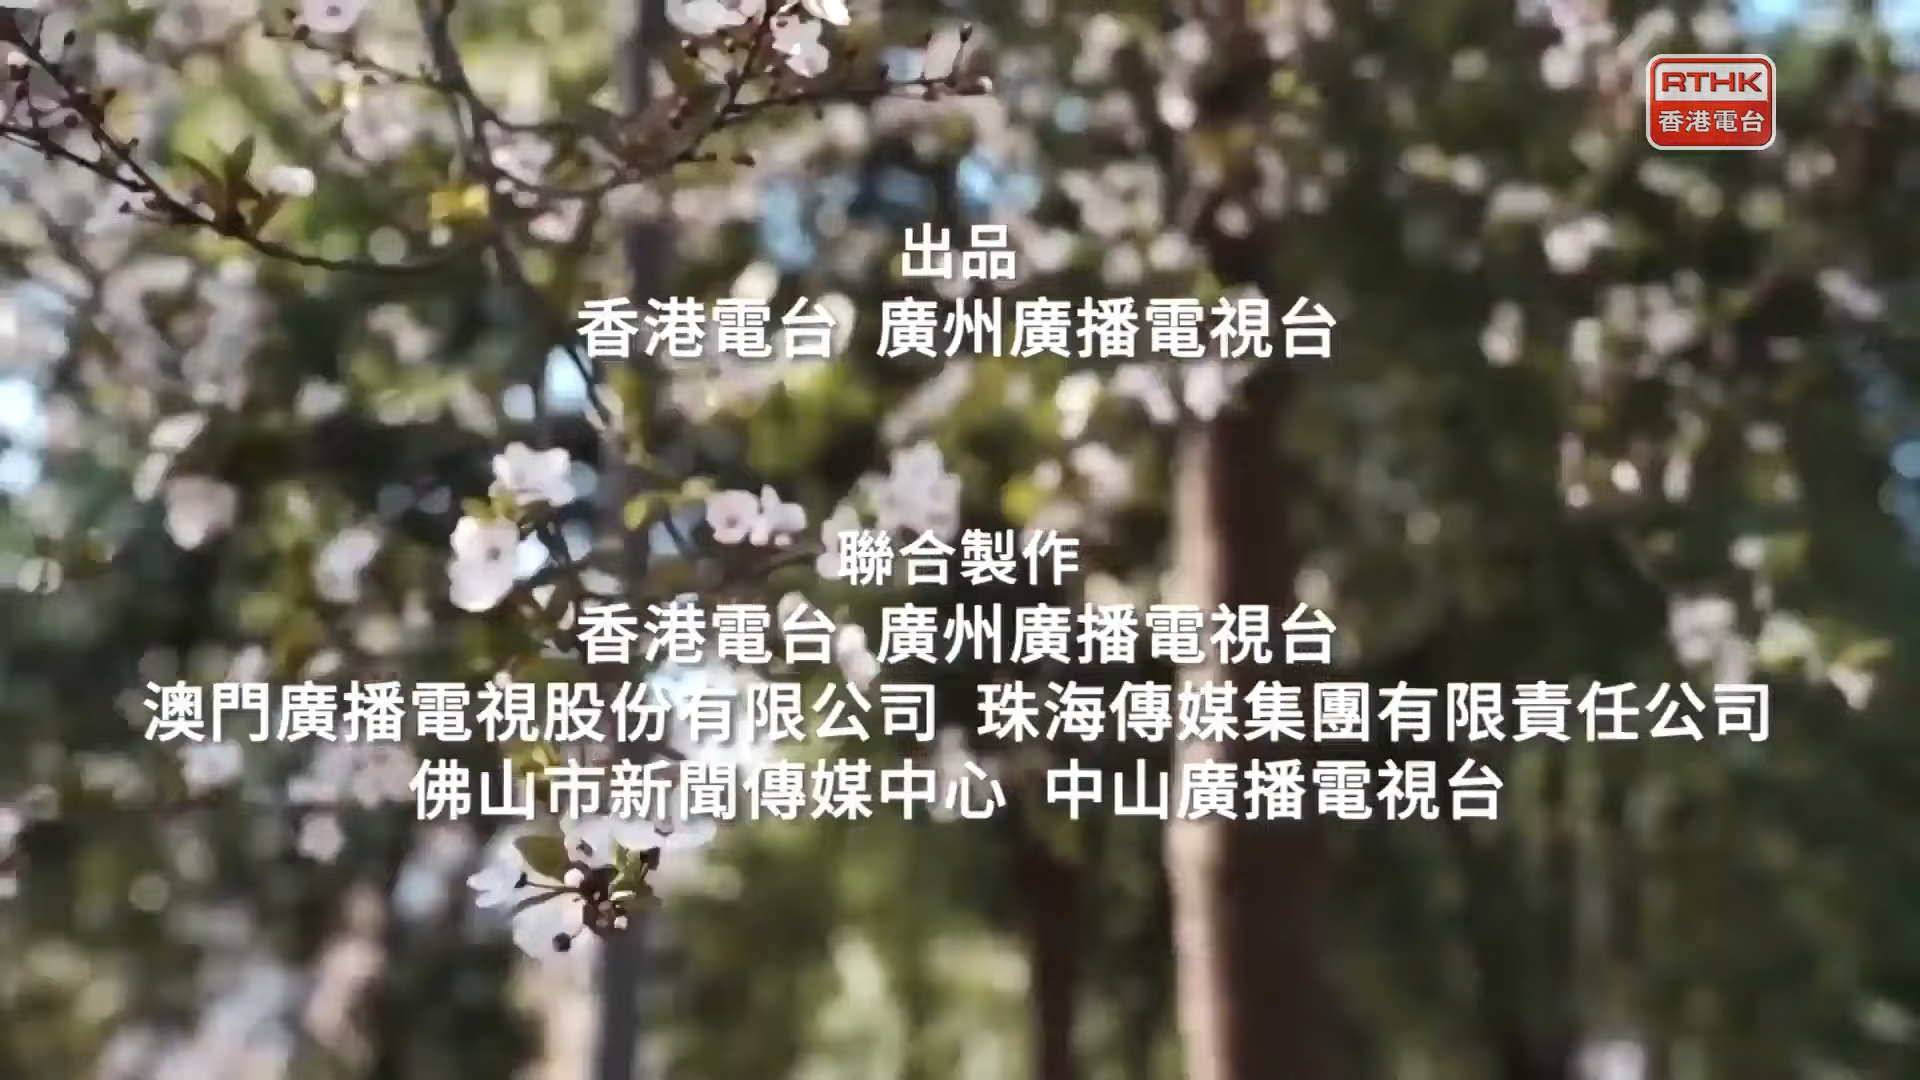 RTHK
香港電台
出品
香港電台 廣州廣播電視台
聯合製作
香港電台 廣州廣播電視台
澳門廣播電視股份有限公司 珠海傳媒集團有限責任公司
佛山市新聞傳媒中心 中山廣播電視台